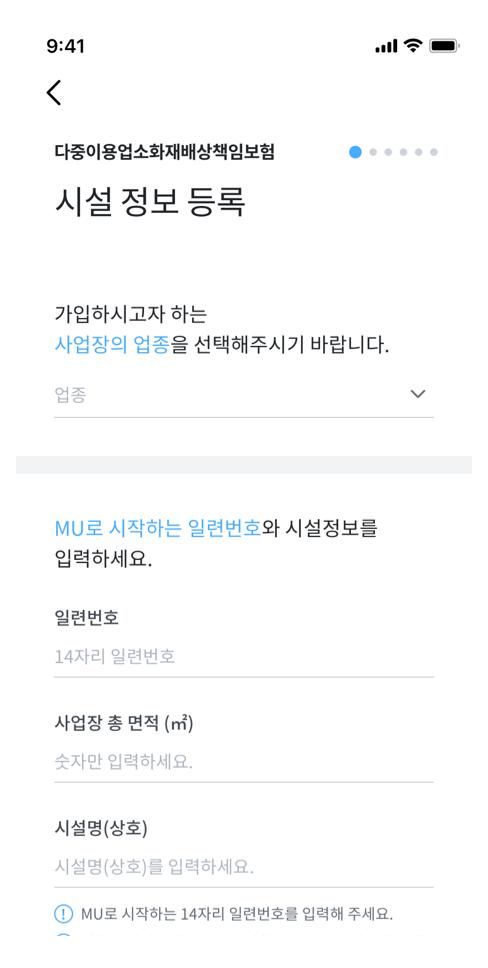 9:41
다중이용업소화재배상책임보험
시설 정보 등록
가입하시고자 하는
사업장의 업종을 선택해주시기 바랍니다.
업종
MU로 시작하는 일련번호와 시설정보를
입력하세요.
일련번호
14자리 일련번호
사업장 총 면적 (㎡)
숫자만 입력하세요.
시설명(상호)
시설명(상호)를 입력하세요.
MU로 시작하는 14자리 일련번호를 입력해 주세요.